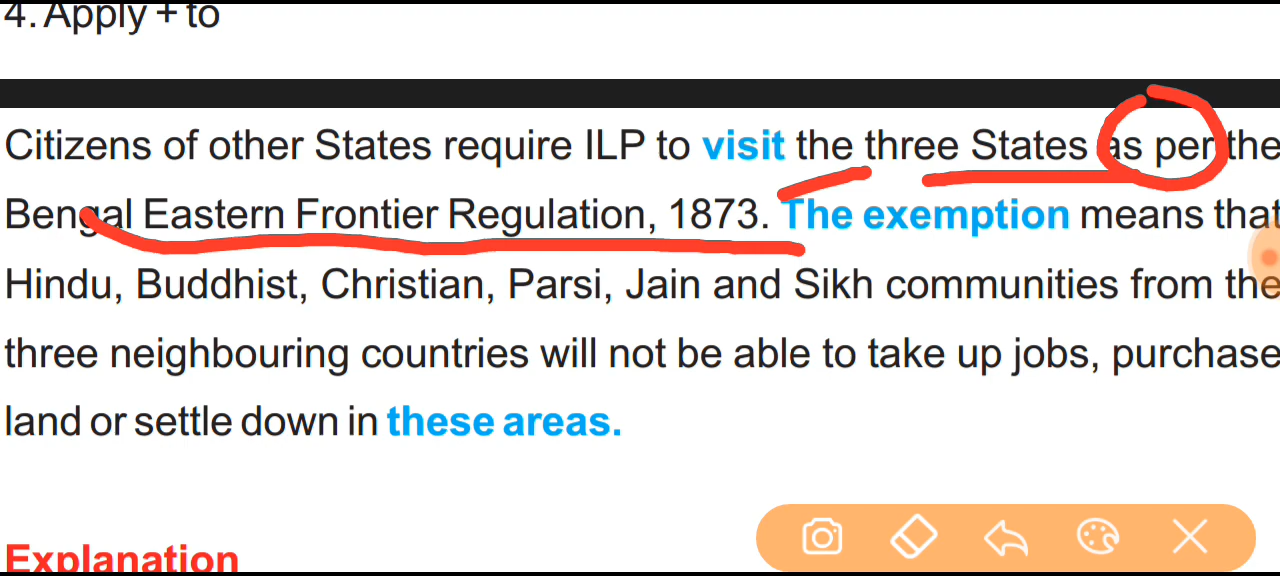 4. Apply + to
Citizens of other States require ILP to visit the three States as per the
Bengal Eastern Frontier Regulation, 1873. The exemption means that
Hindu, Buddhist, Christian, Parsi, Jain and Sikh communities from the
three neighbouring countries will not be able to take up jobs, purchase
land or settle down in these areas.
Explanation